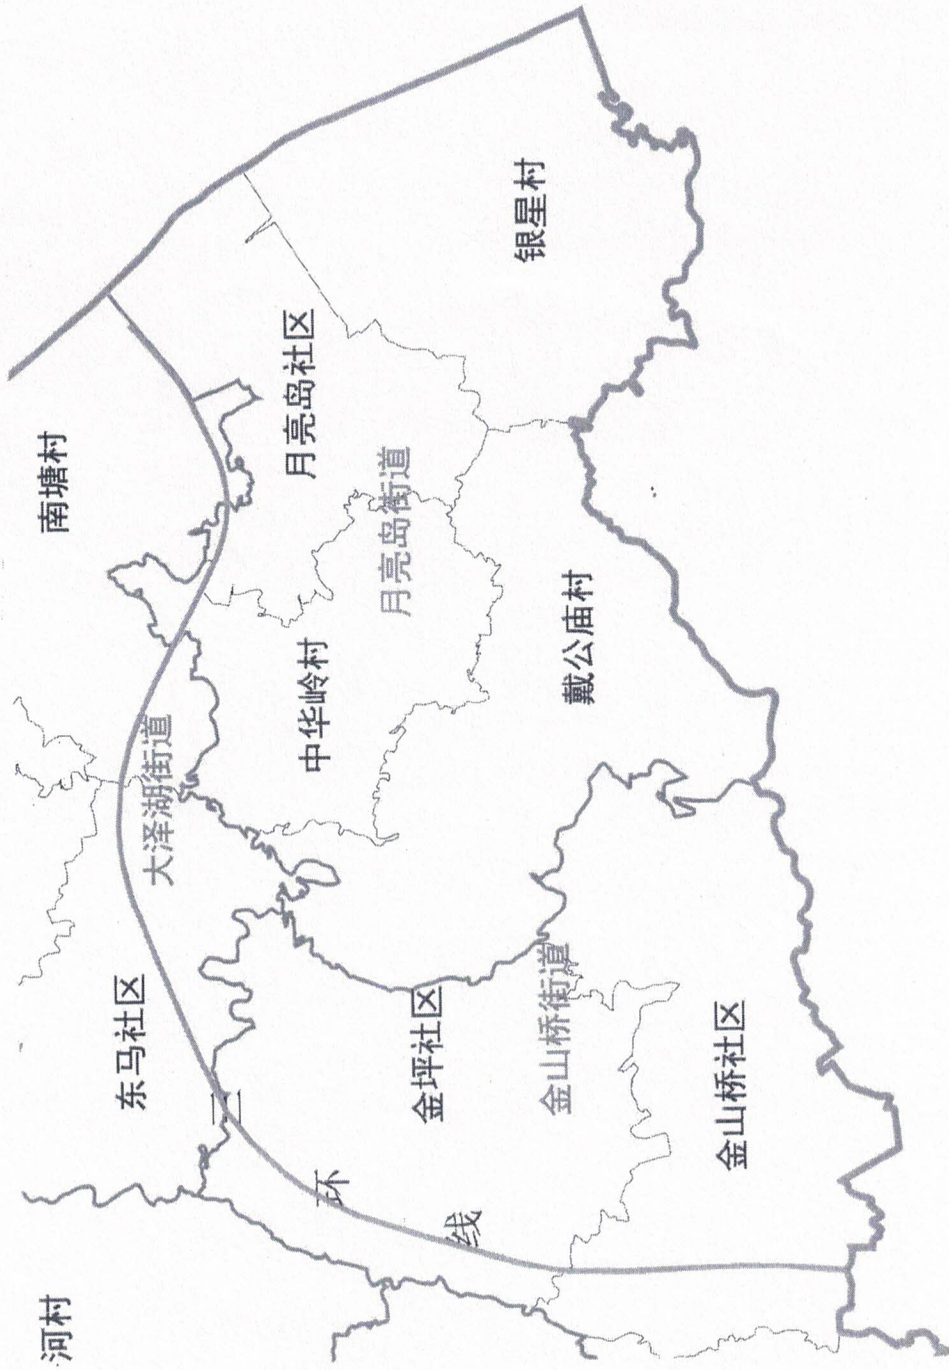 河村
南塘村
东马社区
大泽湖街道
三
环
线
中华岭村
月亮岛社区
月亮岛街道
金坪社区
银星村
金山桥街道
戴公庙村
金山桥社区